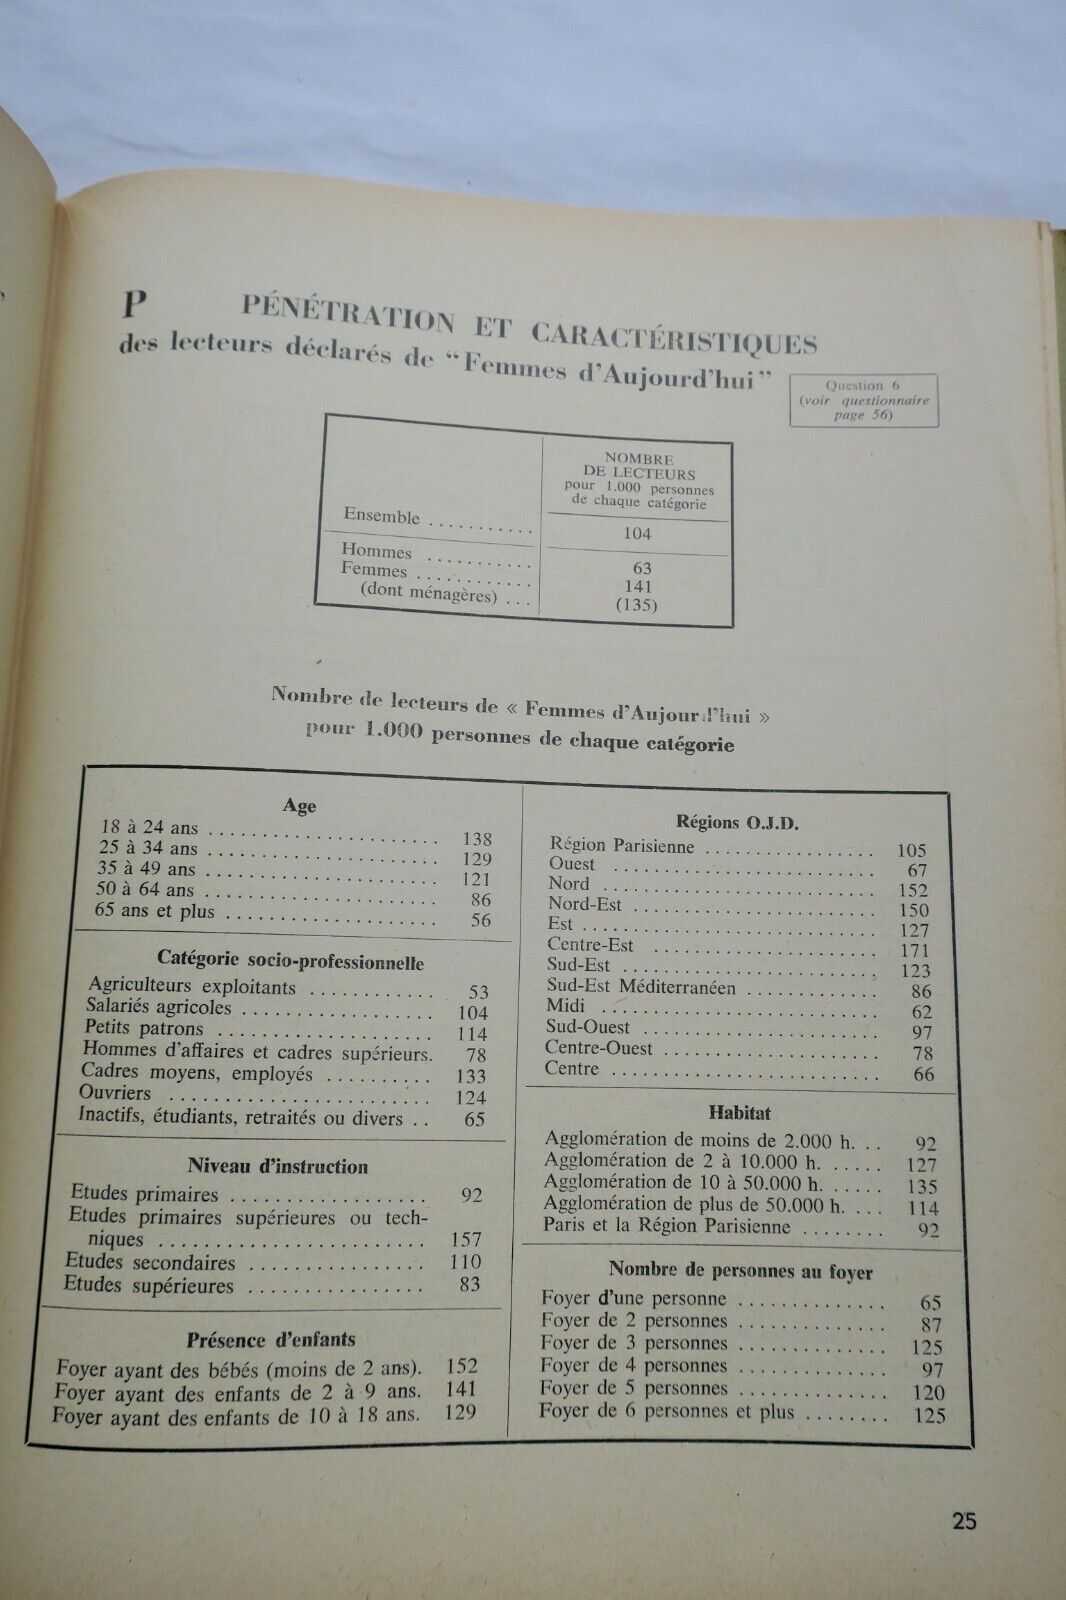 P PÉNÉTRATION ET CARACTÉRISTIQUES
des lecteurs déclarés de "Femmes d'Aujourd'hui"
Question 6
(voir questionnaire
page 56)
NOMBRE
DE LECTEURS
pour 1.000 personnes
de chaque catégorie
Ensemble ........... 104
Hommes ........... 63
Femmes ............ 141
(dont ménagères) ... (135)
Nombre de lecteurs de « Femmes d'Aujourd'hui »
pour 1.000 personnes de chaque catégorie
Age
18 à 24 ans .................. 138
25 à 34 ans .................. 129
35 à 49 ans .................. 121
50 à 64 ans .................. 86
65 ans et plus ................. 56
Catégorie socio-professionnelle
Agriculteurs exploitants ............ 53
Salariés agricoles .................. 104
Petits patrons .................... 114
Hommes d'affaires et cadres supérieurs. 78
Cadres moyens, employés .......... 133
Ouvriers ....................... 124
Inactifs, étudiants, retraités ou divers .. 65
Niveau d'instruction
Etudes primaires .................. 92
Etudes primaires supérieures ou tech-
niques ........................ 157
Etudes secondaires ................ 110
Etudes supérieures ................ 83
Présence d'enfants
Foyer ayant des bébés (moins de 2 ans). 152
Foyer ayant des enfants de 2 à 9 ans. 141
Foyer ayant des enfants de 10 à 18 ans. 129
Régions O.J.D.
Région Parisienne ................. 105
Ouest .......................... 67
Nord .......................... 152
Nord-Est ....................... 150
Est ............................ 127
Centre-Est ..................... 171
Sud-Est ........................ 123
Sud-Est Méditerranéen ............ 86
Midi .......................... 62
Sud-Ouest ...................... 97
Centre-Ouest .................... 78
Centre ......................... 66
Habitat
Agglomération de moins de 2.000 h. .. 92
Agglomération de 2 à 10.000 h. ..... 127
Agglomération de 10 à 50.000 h. ..... 135
Agglomération de plus de 50.000 h. ... 114
Paris et la Région Parisienne ........ 92
Nombre de personnes au foyer
Foyer d'une personne .............. 65
Foyer de 2 personnes .............. 87
Foyer de 3 personnes .............. 125
Foyer de 4 personnes .............. 97
Foyer de 5 personnes .............. 120
Foyer de 6 personnes et plus ........ 125
25